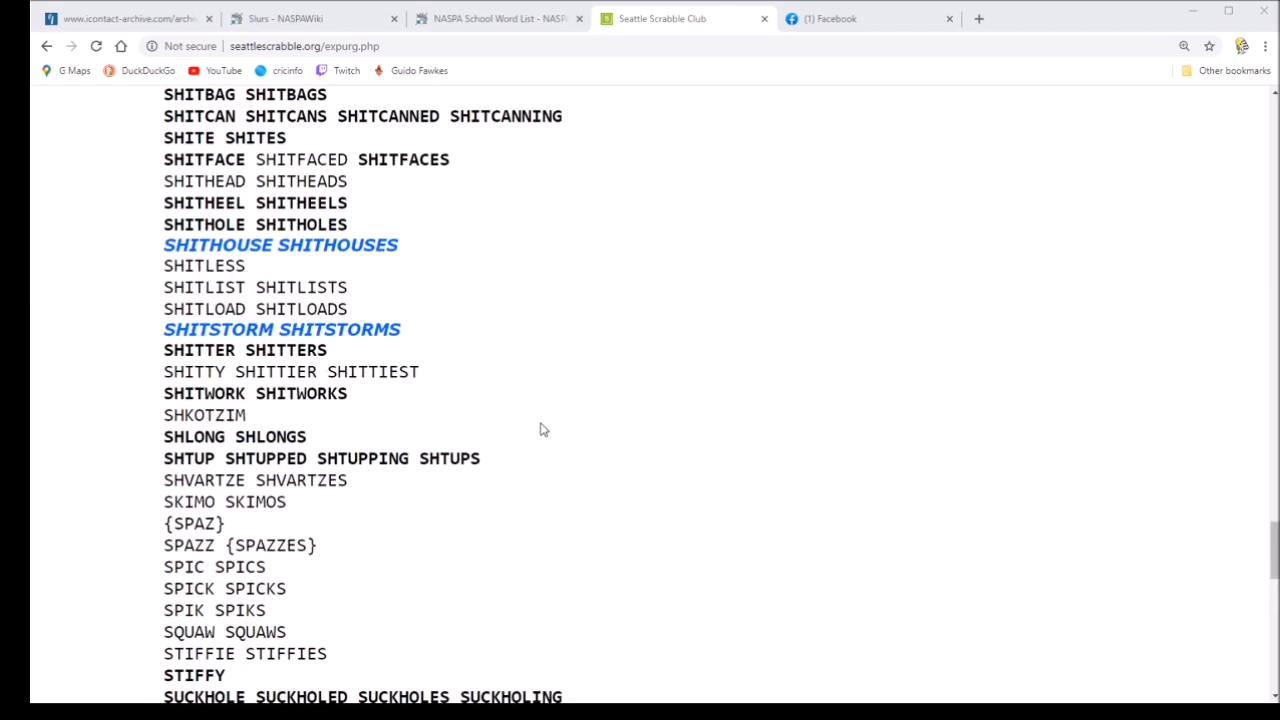 www.icontact-archive.com/archi
Slurs - NASPAWiki
NASPA School Word List - NASP
Seattle Scrabble Club
(1) Facebook
Not secure | seattlescrabble.org/expurg.php
G Maps DuckDuckGo YouTube cricinfo Twitch Guido Fawkes Other bookmarks
SHITBAG SHITBAGS
SHITCAN SHITCANS SHITCANNED SHITCANNING
SHITE SHITES
SHITFACE SHITFACED SHITFACES
SHITHEAD SHITHEADS
SHITHEEL SHITHEELS
SHITHOLE SHITHOLES
SHITHOUSE SHITHOUSES
SHITLESS
SHITLIST SHITLISTS
SHITLOAD SHITLOADS
SHITSTORM SHITSTORMS
SHITTER SHITTERS
SHITTY SHITTIER SHITTIEST
SHITWORK SHITWORKS
SHKOTZIM
SHLONG SHLONGS
SHTUP SHTUPPED SHTUPPING SHTUPS
SHVARTZE SHVARTZES
SKIMO SKIMOS
{SPAZ}
SPAZZ {SPAZZES}
SPIC SPICS
SPICK SPICKS
SPIK SPIKS
SQUAW SQUAWS
STIFFIE STIFFIES
STIFFY
SUCKHOLE SUCKHOLED SUCKHOLES SUCKHOLING